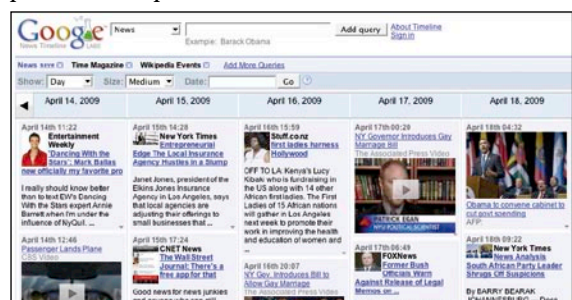 Google News Add query About Timeline
News Timeline Labs Example: Barack Obama Sign in
News Time Magazine Wikipedia Events Add More Queries
Show: Day Size: Medium Date: Go
April 14, 2009 April 15, 2009 April 16, 2009 April 17, 2009 April 18, 2009
April 14th 11:22
Entertainment
Weekly
'Dancing With the
Stars': Mark Ballas
new officially my favorite pro
I really should know better
than to text EW's Dancing
With the Stars expert Annie
Barrett when I'm under the
influence of NyQuil. ...
April 14th 12:46
Passenger Lands Plane
CBS Video
April 15th 14:28
New York Times
Entrepreneurial
Edge The Local Insurance
Agency Hustles in a Slump
Janet Jones, president of the
Elkins Jones Insurance
Agency in Los Angeles, says
that local agencies are
adjusting their offerings to
small businesses that ...
April 15th 17:24
CNET News
The Wall Street
Journal: There's a
free app for that
Good news for news junkies
April 16th 15:59
Stuff.co.nz
first ladies harness
Hollywood
OFF TO LA: Kenya's Lucy
Kibaki who is fundraising in
the US along with 14 other
African first ladies. The First
Ladies of 15 African nations
will gather in Los Angeles
next week to promote their
work in improving the health
and education of women and
...
April 16th 20:07
NY Gov. Introduces Bill to
Allow Gay Marriage
The Associated Press Video
April 17th 00:20
NY Governor Introduces Gay
Marriage Bill
The Associated Press Video
PATRICK EGAN
NYU POLITICAL SCIENTIST
April 17th 06:49
FOXNews
Former Bush
Officials Warn
Against Release of Legal
Memos ...
April 18th 04:32
Obama to convene cabinet to
cut govt spending
AFP
April 18th 09:22
New York Times
News Analysis
South African Party Leader
Shrugs Off Suspicions
By BARRY BEARAK
JOHANNESBURG